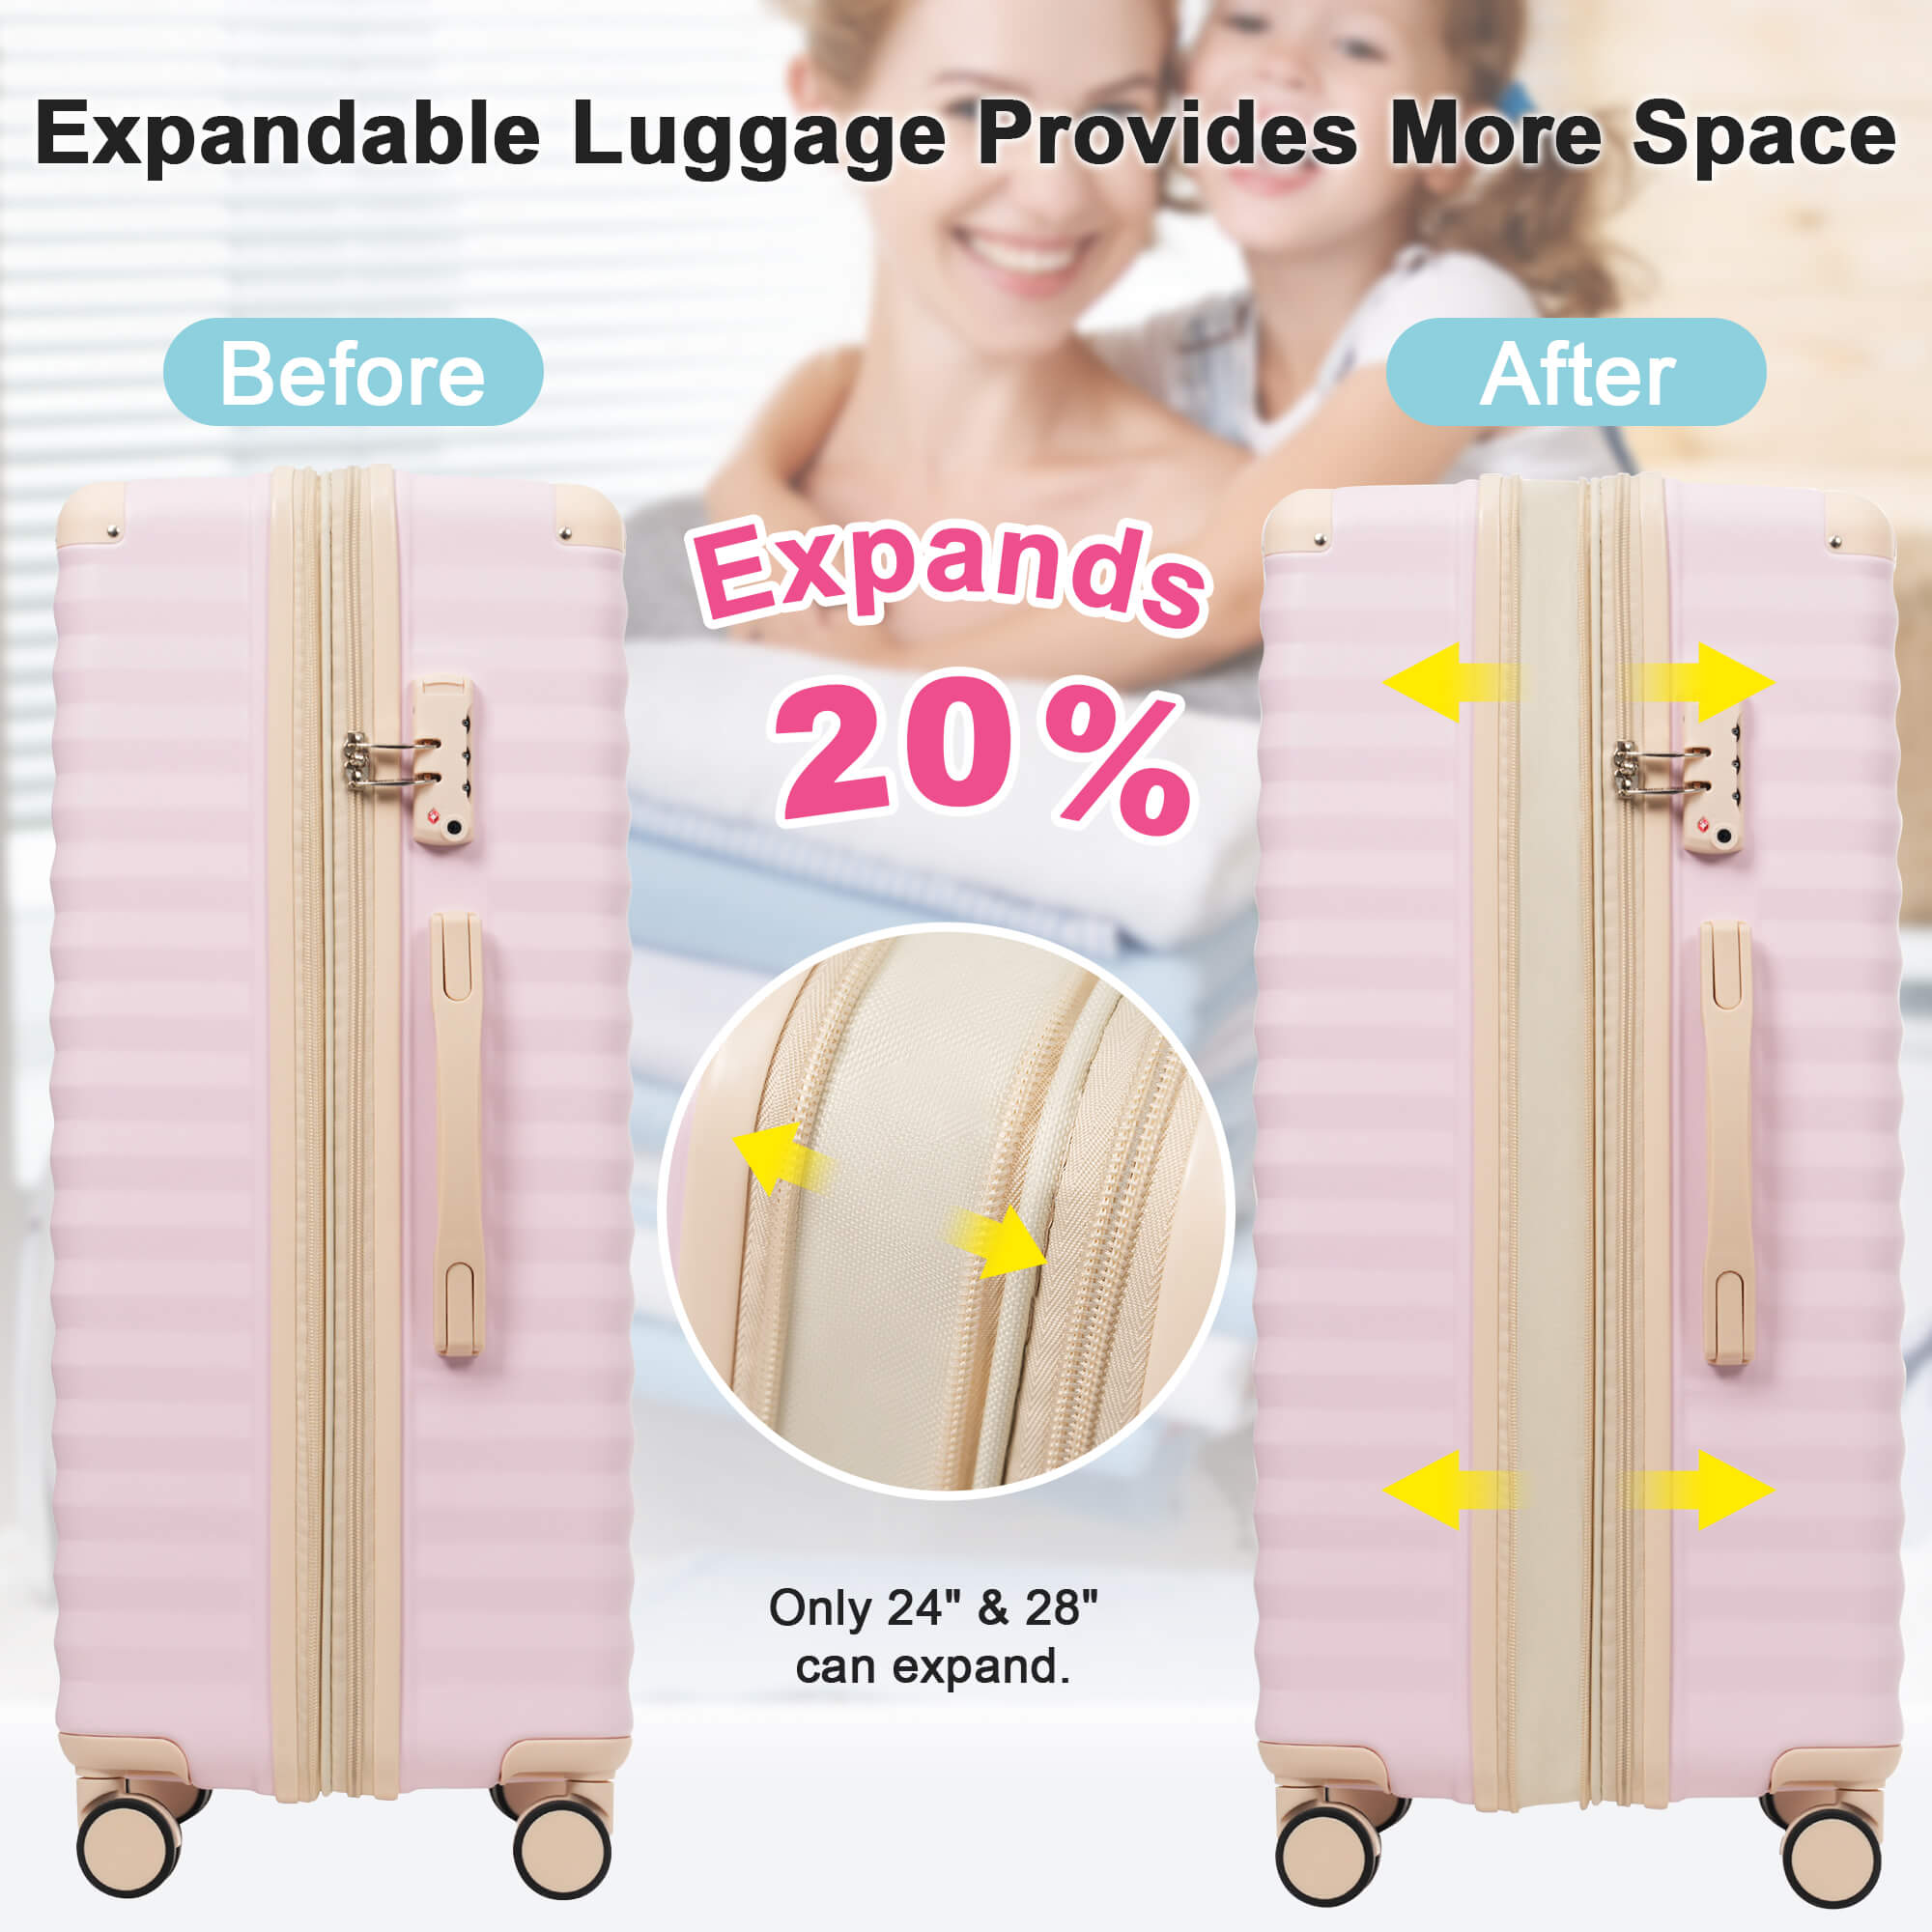 Expandable Luggage Provides More Space
Before
After
Expands
20%
Only 24" & 28"
can expand.